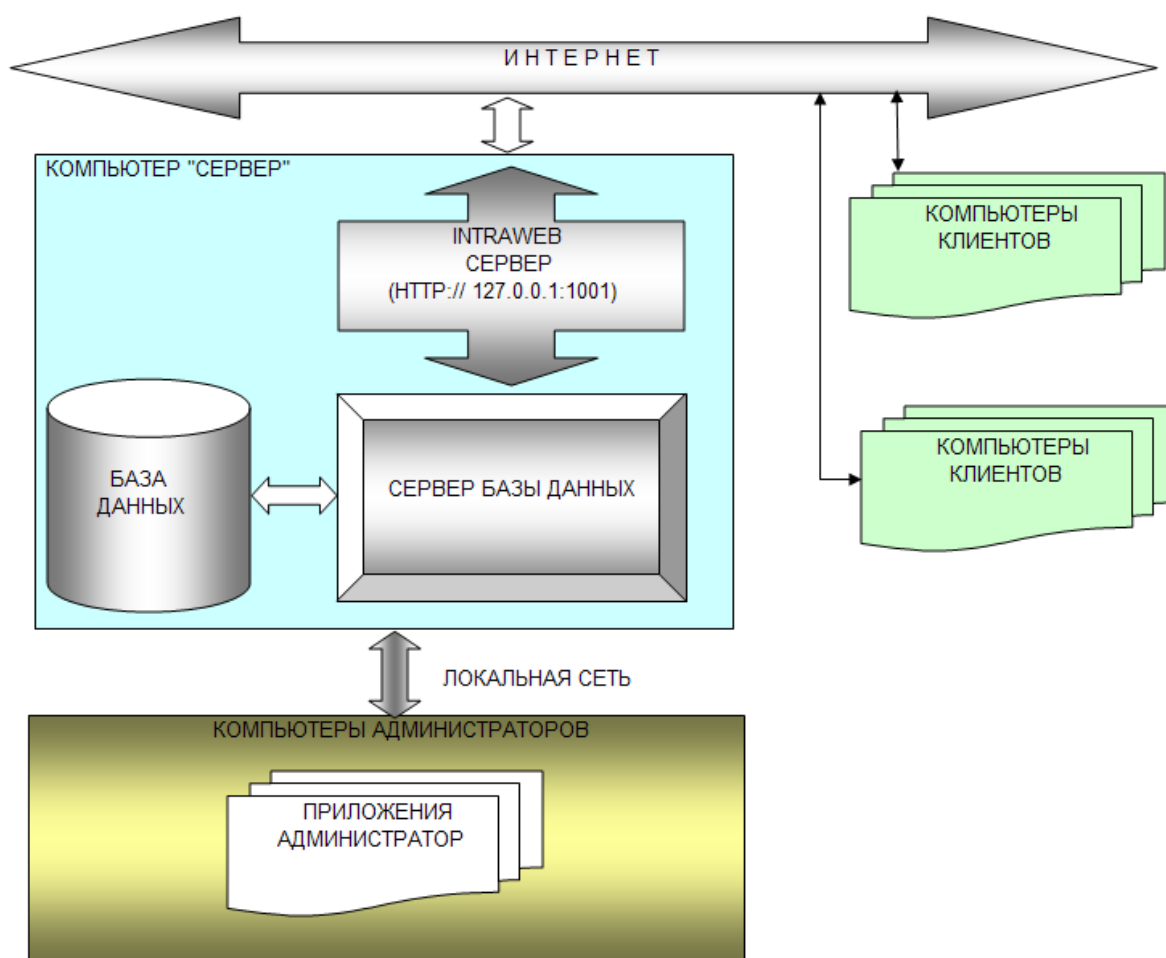 ИНТЕРНЕТ
КОМПЬЮТЕР "СЕРВЕР"
INTRAWEB
СЕРВЕР
(HTTP:// 127.0.0.1:1001)
КОМПЬЮТЕРЫ
КЛИЕНТОВ
КОМПЬЮТЕРЫ
КЛИЕНТОВ
БАЗА
ДАННЫХ
СЕРВЕР БАЗЫ ДАННЫХ
ЛОКАЛЬНАЯ СЕТЬ
КОМПЬЮТЕРЫ АДМИНИСТРАТОРОВ
ПРИЛОЖЕНИЯ
АДМИНИСТРАТОР